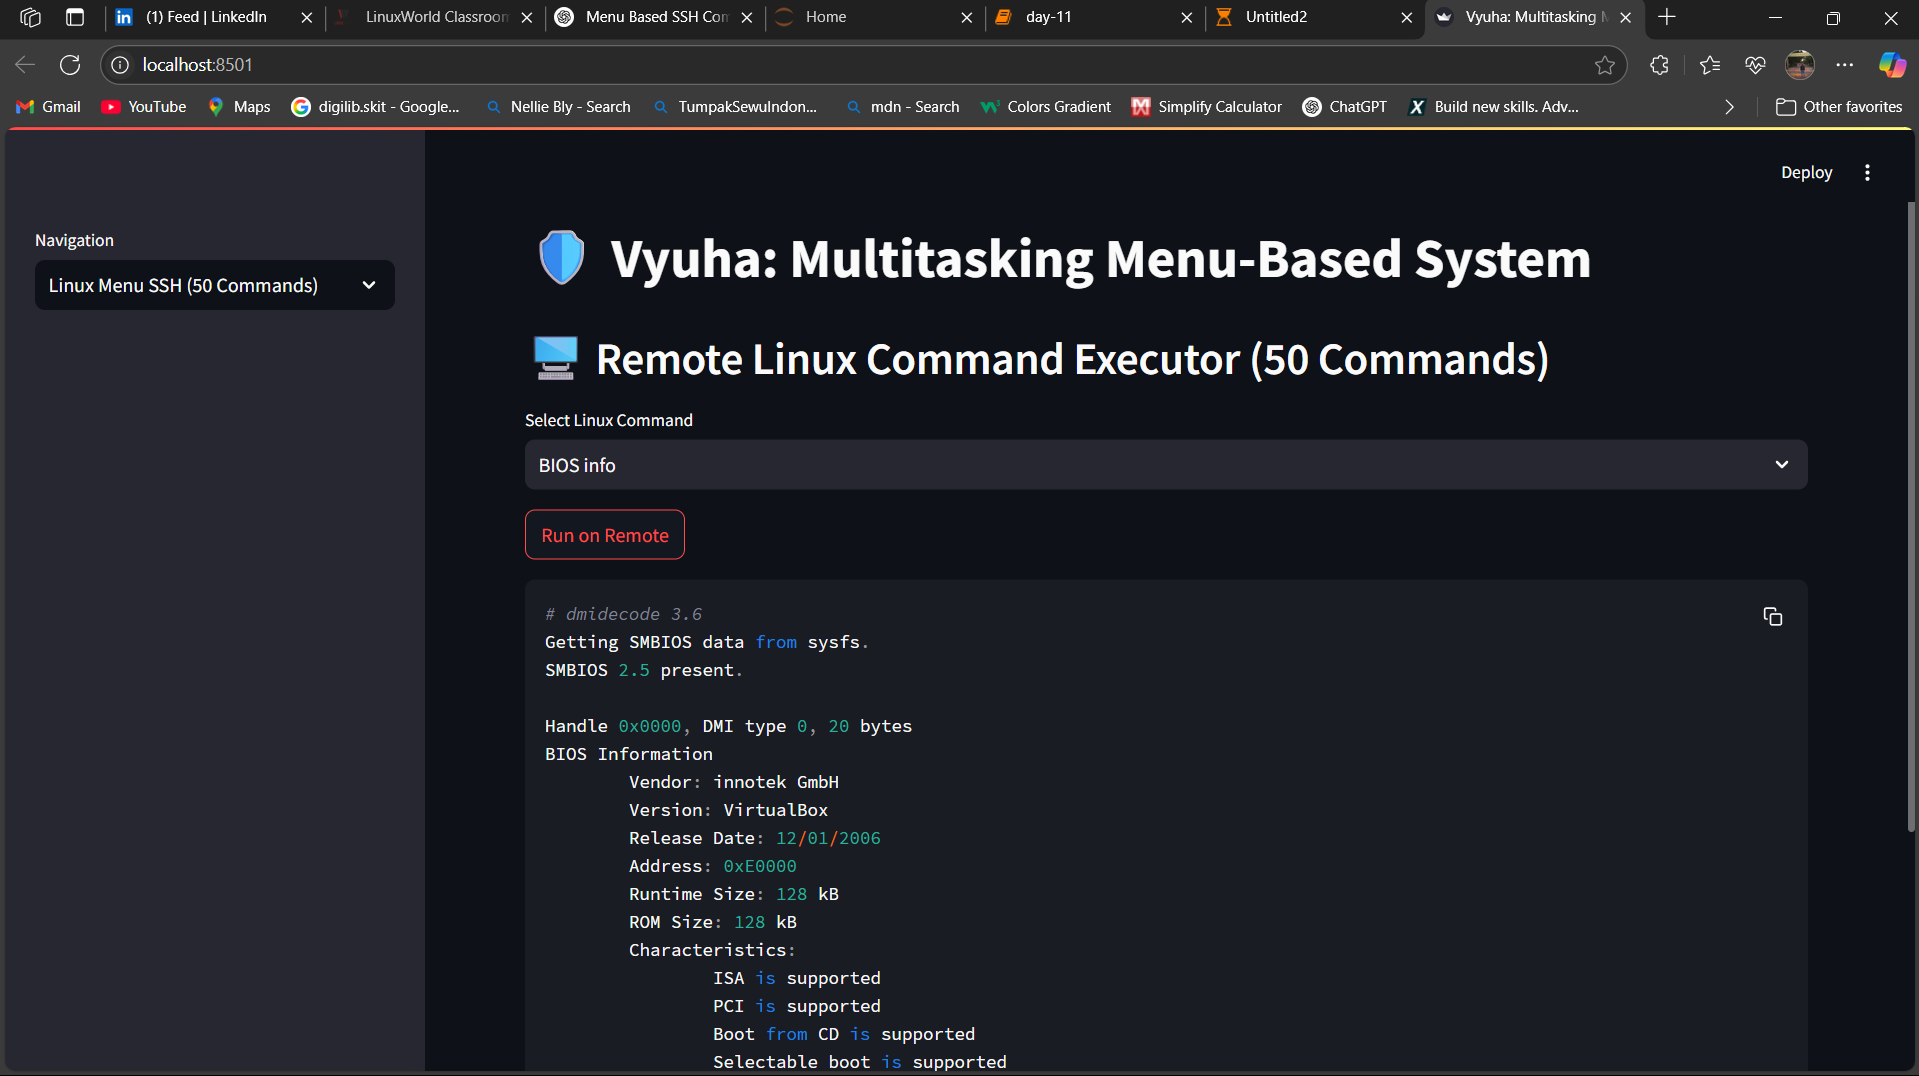 (1) Feed | LinkedIn
LinuxWorld Classroon
Menu Based SSH Con
Home
day-11
Untitled2
Vyuha: Multitasking M
localhost:8501
Gmail
YouTube
Maps
digilib.skit - Google...
Nellie Bly - Search
TumpakSewuIndon...
mdn - Search
Colors Gradient
Simplify Calculator
ChatGPT
Build new skills. Adv...
Other favorites
Deploy
Navigation
Linux Menu SSH (50 Commands)
Vyuha: Multitasking Menu-Based System
Remote Linux Command Executor (50 Commands)
Select Linux Command
BIOS info
Run on Remote
# dmidecode 3.6
Getting SMBIOS data from sysfs.
SMBIOS 2.5 present.
Handle 0x0000, DMI type 0, 20 bytes
BIOS Information
Vendor: innotek GmbH
Version: VirtualBox
Release Date: 12/01/2006
Address: 0xE0000
Runtime Size: 128 kB
ROM Size: 128 kB
Characteristics:
ISA is supported
PCI is supported
Boot from CD is supported
Selectable boot is supported